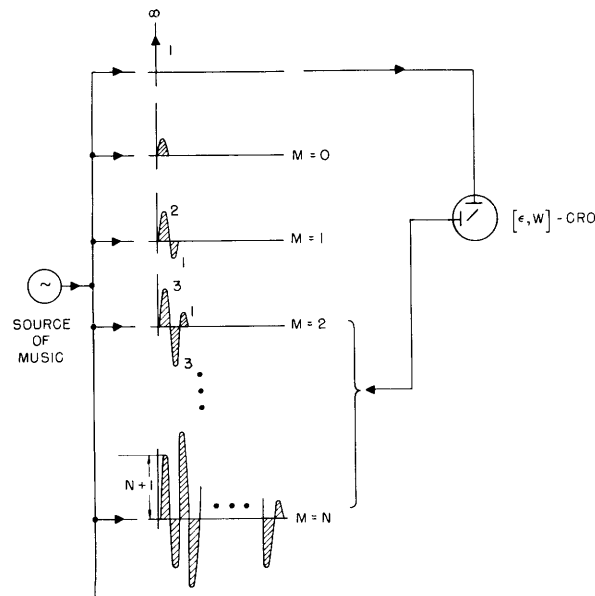 ∞
1
M = 0
2
1
M = 1
[ϵ,W] - CRO
~
SOURCE
OF
MUSIC
3
1
3
M = 2
N + 1
M = N